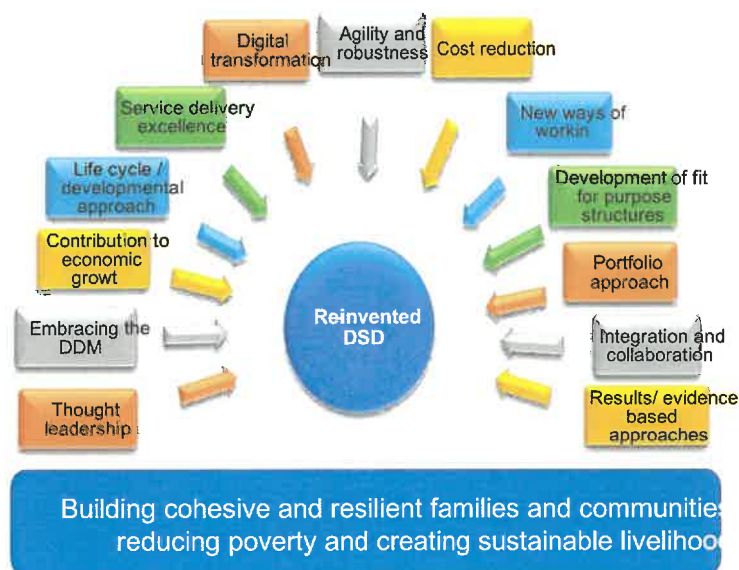 Digital
transformation
Agility and
robustness
Cost reduction
Service delivery
excellence
New ways of
workin
Life cycle /
developmental
approach
Development of fit
for purpose
structures
Contribution to
economic
growt
Portfolio
approach
Embracing the
DDM
Reinvented
DSD
Integration and
collaboration
Thought
leadership
Results/ evidence
based
approaches
Building cohesive and resilient families and communitie
reducing poverty and creating sustainable livelihoo